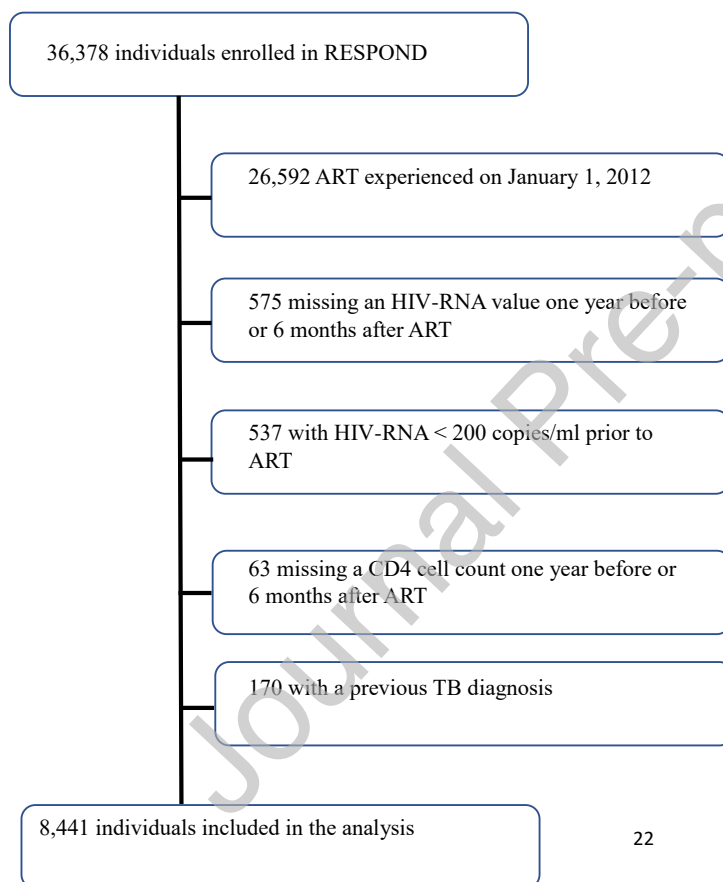 36,378 individuals enrolled in RESPOND
26,592 ART experienced on January 1, 2012
575 missing an HIV-RNA value one year before
or 6 months after ART
537 with HIV-RNA < 200 copies/ml prior to
ART
63 missing a CD4 cell count one year before or
6 months after ART
170 with a previous TB diagnosis
8,441 individuals included in the analysis
22
Journal Pre-p